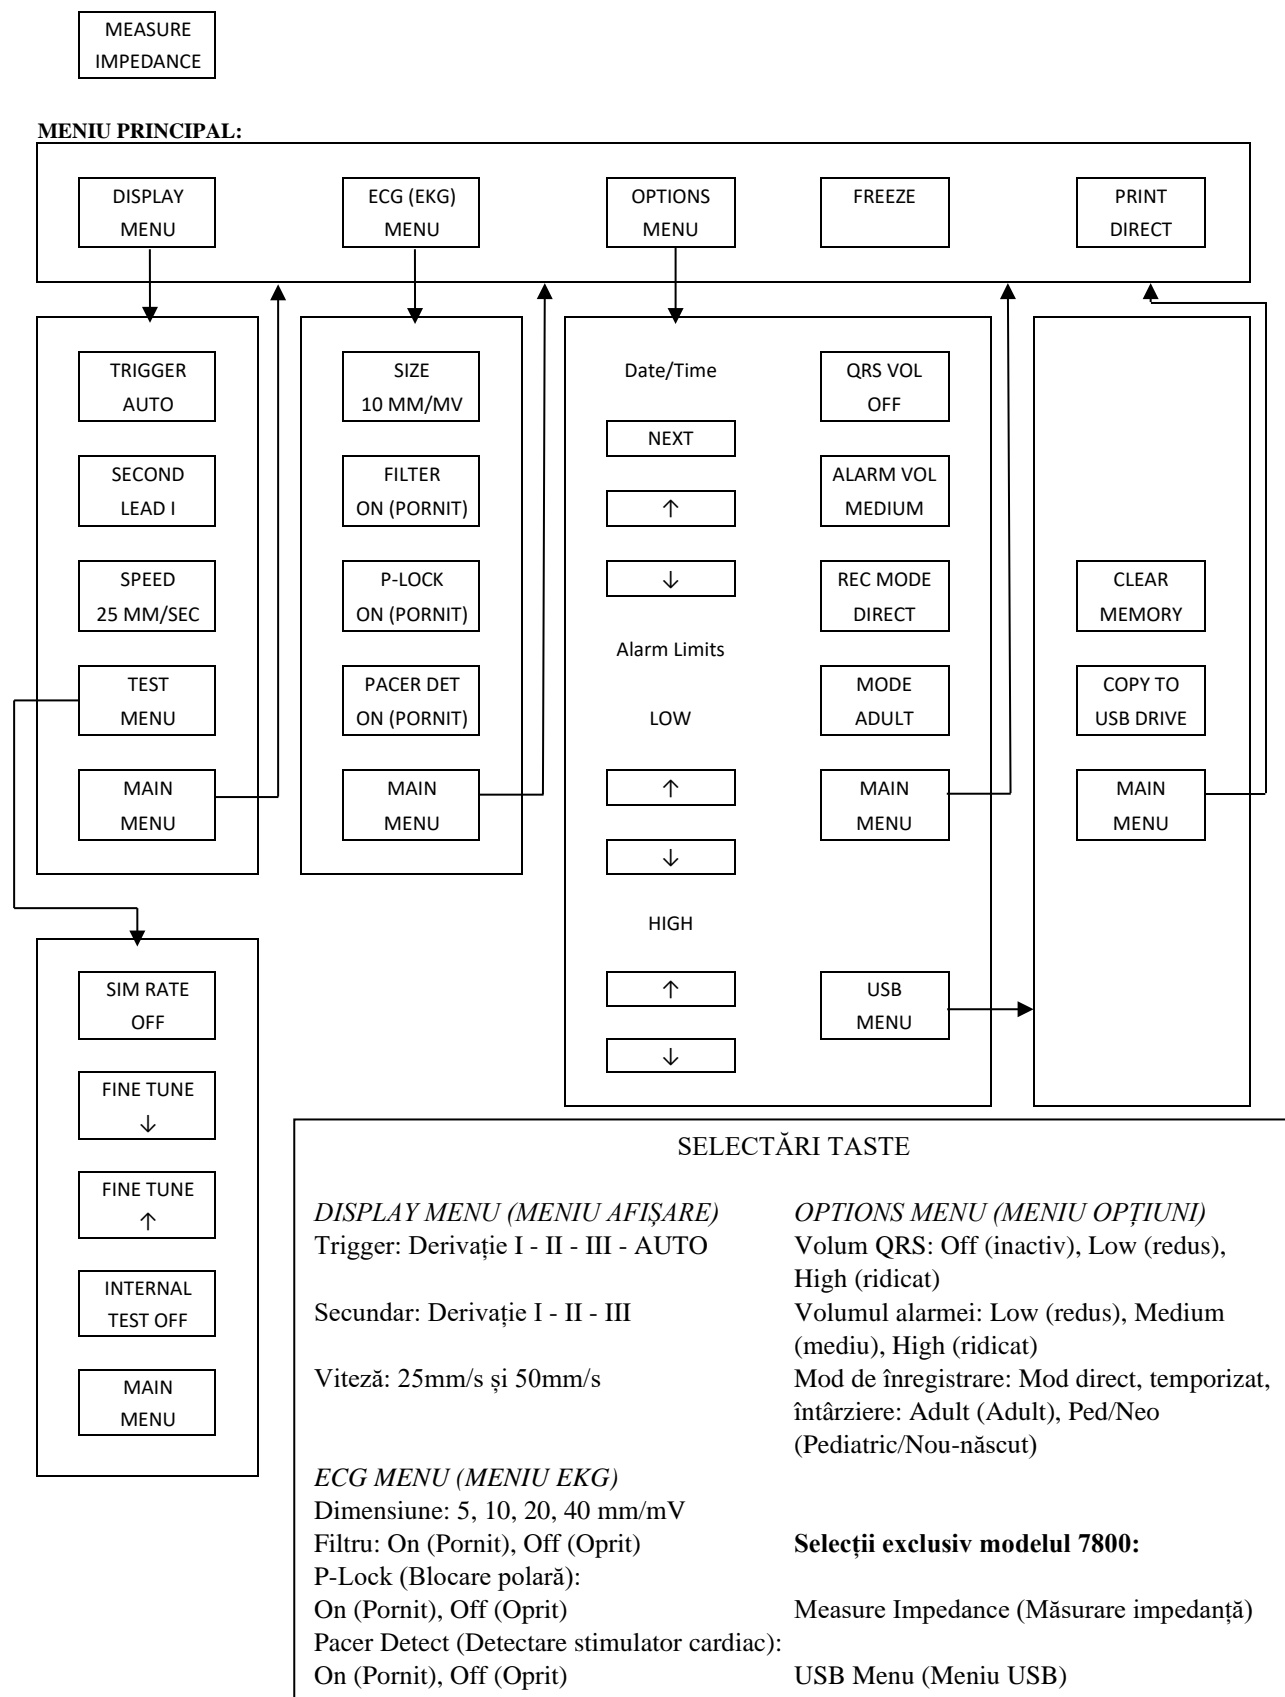 MEASURE
IMPEDANCE
MENIU PRINCIPAL:
DISPLAY
MENU
ECG (EKG)
MENU
OPTIONS
MENU
FREEZE
PRINT
DIRECT
TRIGGER
AUTO
SECOND
LEAD I
SPEED
25 MM/SEC
TEST
MENU
MAIN
MENU
SIZE
10 MM/MV
FILTER
ON (PORNIT)
P-LOCK
ON (PORNIT)
PACER DET
ON (PORNIT)
MAIN
MENU
Date/Time
NEXT
↑
↓
Alarm Limits
LOW
↑
↓
HIGH
↑
↓
QRS VOL
OFF
ALARM VOL
MEDIUM
REC MODE
DIRECT
MODE
ADULT
MAIN
MENU
USB
MENU
CLEAR
MEMORY
COPY TO
USB DRIVE
MAIN
MENU
SIM RATE
OFF
FINE TUNE
↓
FINE TUNE
↑
INTERNAL
TEST OFF
MAIN
MENU
SELECTĂRI TASTE
DISPLAY MENU (MENIU AFIȘARE)
Trigger: Derivație I - II - III - AUTO
Secundar: Derivație I - II - III
Viteză: 25mm/s și 50mm/s
ECG MENU (MENIU EKG)
Dimensiune: 5, 10, 20, 40 mm/mV
Filtru: On (Pornit), Off (Oprit)
P-Lock (Blocare polară):
On (Pornit), Off (Oprit)
Pacer Detect (Detectare stimulator cardiac):
On (Pornit), Off (Oprit)
OPTIONS MENU (MENIU OPȚIUNI)
Volum QRS: Off (inactiv), Low (redus),
High (ridicat)
Volumul alarmei: Low (redus), Medium
(mediu), High (ridicat)
Mod de înregistrare: Mod direct, temporizat,
întârziere: Adult (Adult), Ped/Neo
(Pediatric/Nou-născut)
Selecții exclusiv modelul 7800:
Measure Impedance (Măsurare impedanță)
USB Menu (Meniu USB)